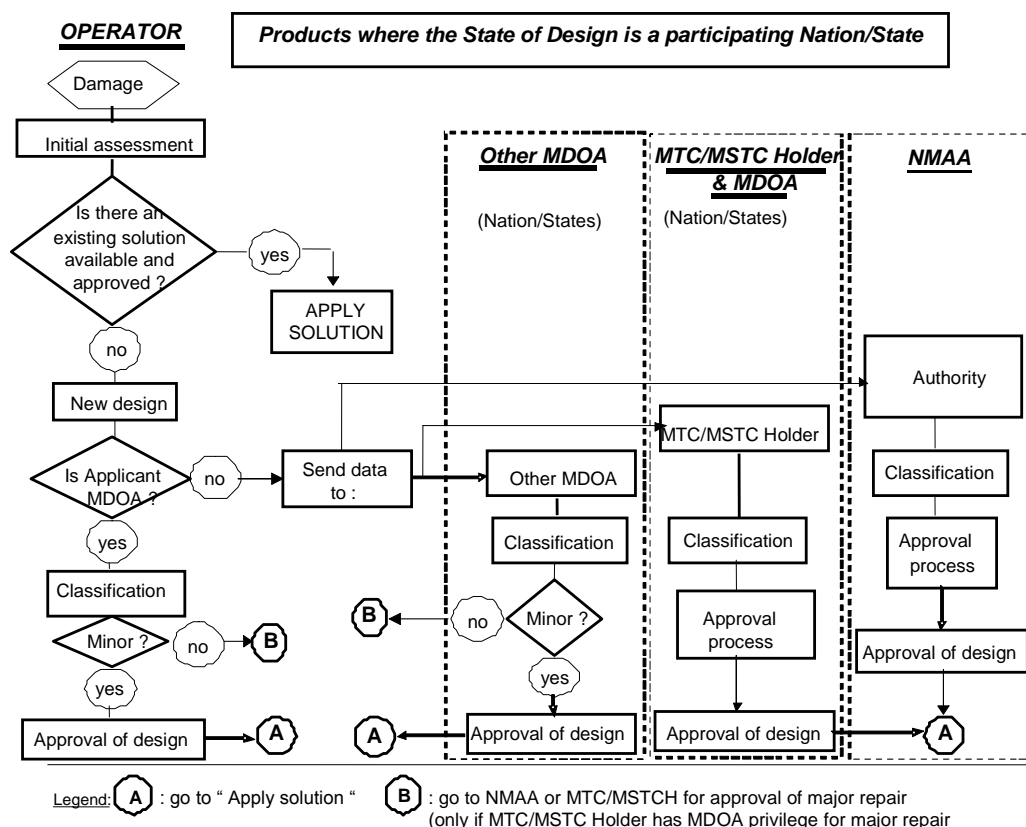 OPERATOR
Products where the State of Design is a participating Nation/State
Damage
Initial assessment
Is there an
existing solution
available and
approved ?
yes
APPLY
SOLUTION
no
New design
Is Applicant
MDOA ?
no
Send data
to :
yes
Classification
Minor ?
no
B
yes
Approval of design
A
Other MDOA
(Nation/States)
Other MDOA
Classification
Minor ?
no
B
yes
Approval of design
A
MTC/MSTC Holder
& MDOA
(Nation/States)
MTC/MSTC Holder
Classification
Approval
process
Approval of design
NMAA
Authority
Classification
Approval
process
Approval of design
A
Legend: A : go to “ Apply solution “
B : go to NMAA or MTC/MSTCH for approval of major repair
(only if MTC/MSTC Holder has MDOA privilege for major repair